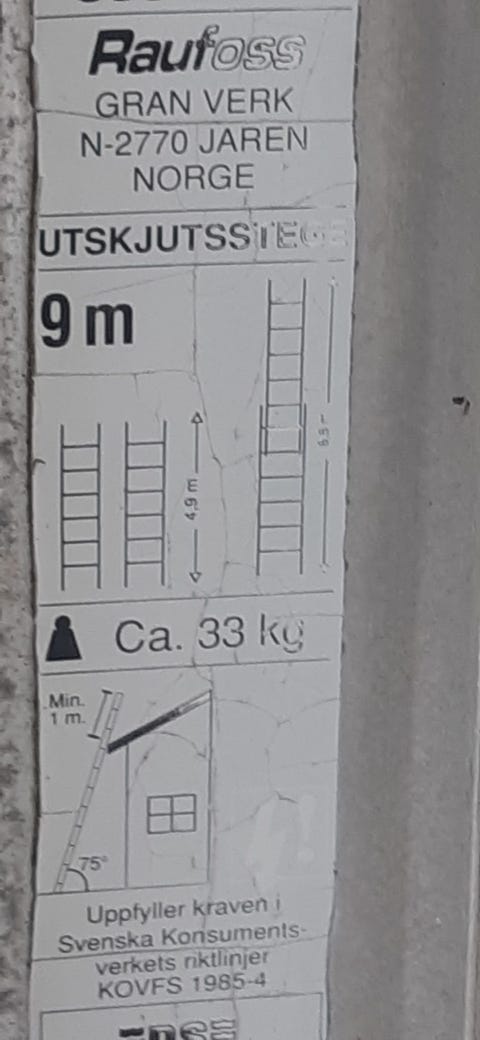 Raufoss
GRAN VERK
N-2770 JAREN
NORGE
UTSKJUTSSTEGE
9 m
4,9 m
Ca. 33 kg
Min.
1 m.
75°
Uppfyller kraven i
Svenska Konsuments-
verkets riktlinjer
KOVFS 1985-4